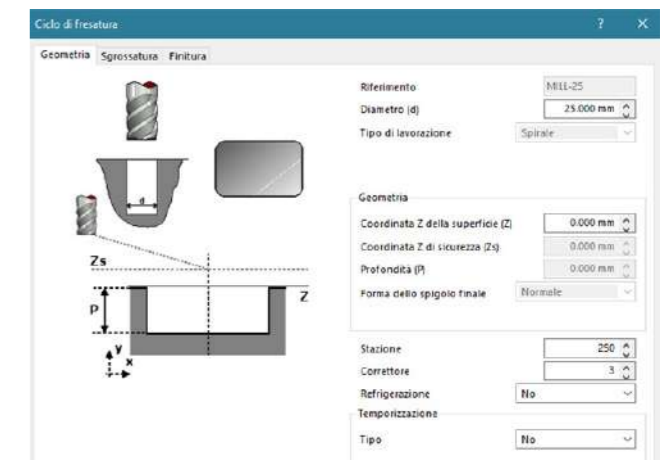 Ciclo di fresatura ? ×
Geometria Sgrossatura Finitura
Riferimento MILL-25
Diametro (d) 25.000 mm
Tipo di lavorazione Spirale
d
Geometria
Coordinata Z della superficie (Z) 0.000 mm
Coordinata Z di sicurezza (Zs) 0.000 mm
Profondità (P) 0.000 mm
Forma dello spigolo finale Normale
Zs
Z
P
y
x
Stazione 250
Correttore 3
Refrigerazione No
Temporizzazione
Tipo No